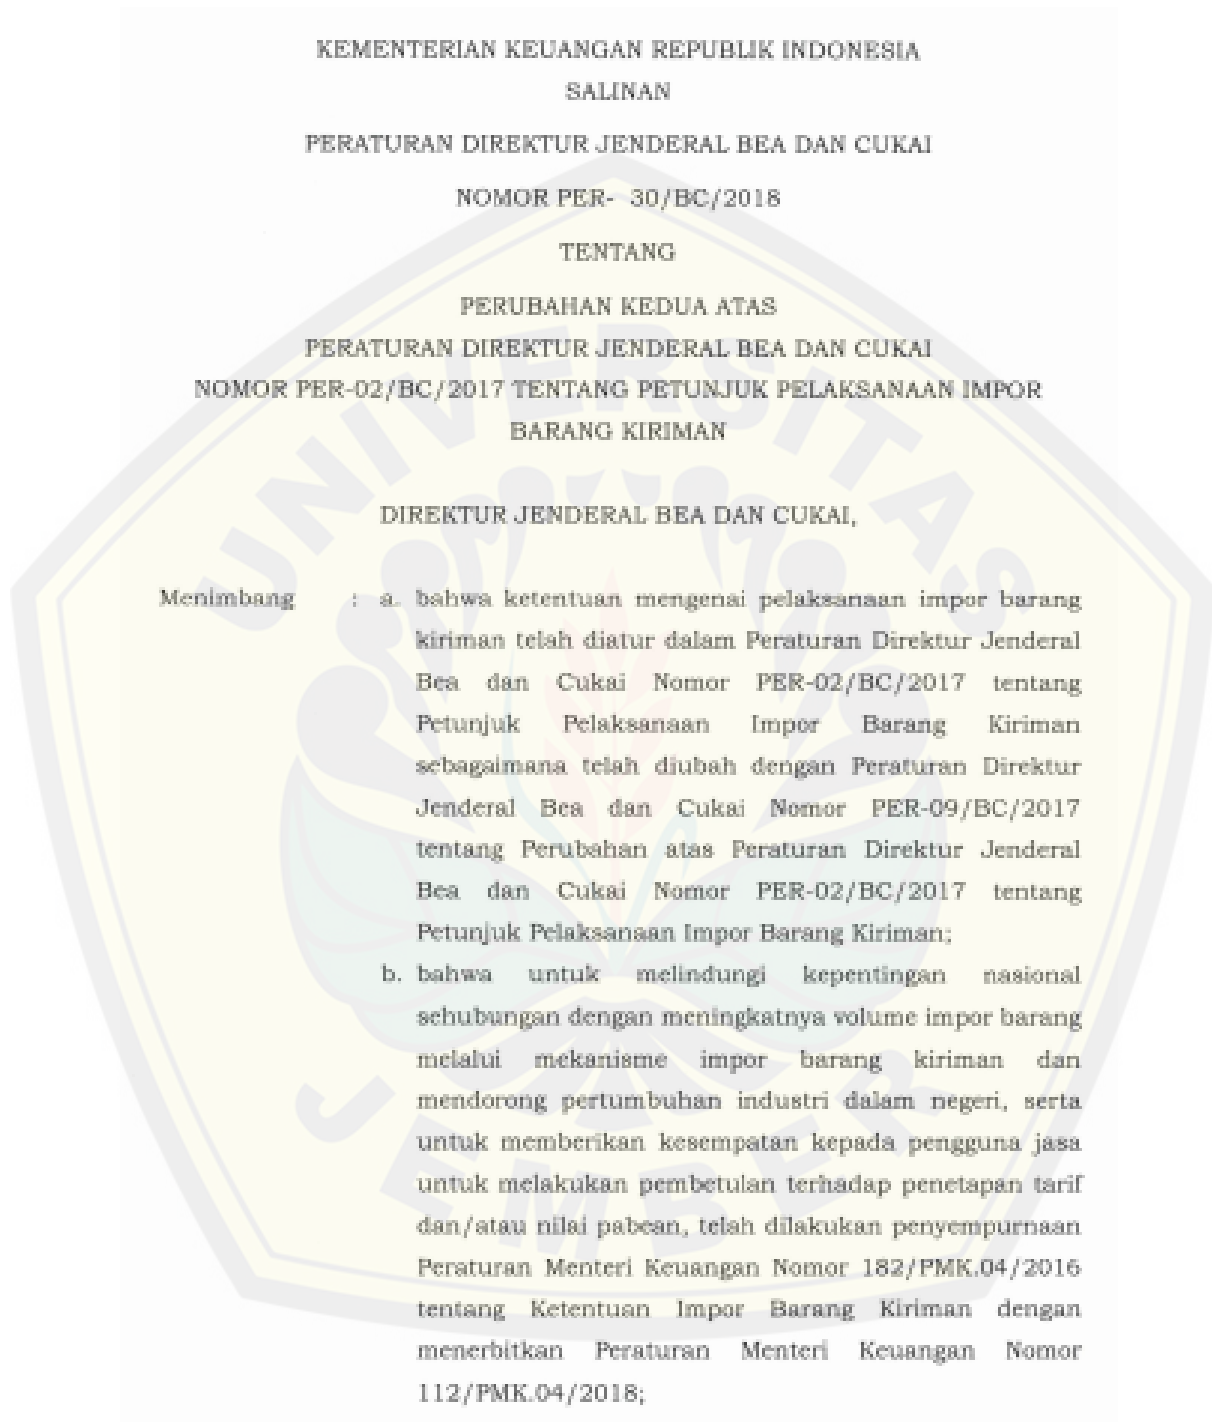 KEMENTERIAN KEUANGAN REPUBLIK INDONESIA
SALINAN
PERATURAN DIREKTUR JENDERAL BEA DAN CUKAI
NOMOR PER- 30/BC/2018
TENTANG
PERUBAHAN KEDUA ATAS
PERATURAN DIREKTUR JENDERAL BEA DAN CUKAI
NOMOR PER-02/BC/2017 TENTANG PETUNJUK PELAKSANAAN IMPOR
BARANG KIRIMAN
DIREKTUR JENDERAL BEA DAN CUKAI,
Menimbang : a. bahwa ketentuan mengenai pelaksanaan impor barang
kiriman telah diatur dalam Peraturan Direktur Jenderal
Bea dan Cukai Nomor PER-02/BC/2017 tentang
Petunjuk Pelaksanaan Impor Barang Kiriman
sebagaimana telah diubah dengan Peraturan Direktur
Jenderal Bea dan Cukai Nomor PER-09/BC/2017
tentang Perubahan atas Peraturan Direktur Jenderal
Bea dan Cukai Nomor PER-02/BC/2017 tentang
Petunjuk Pelaksanaan Impor Barang Kiriman;
b. bahwa untuk melindungi kepentingan nasional
sehubungan dengan meningkatnya volume impor barang
melalui mekanisme impor barang kiriman dan
mendorong pertumbuhan industri dalam negeri, serta
untuk memberikan kesempatan kepada pengguna jasa
untuk melakukan pembetulan terhadap penetapan tarif
dan/atau nilai pabean, telah dilakukan penyempurnaan
Peraturan Menteri Keuangan Nomor 182/PMK.04/2016
tentang Ketentuan Impor Barang Kiriman dengan
menerbitkan Peraturan Menteri Keuangan Nomor
112/PMK.04/2018;
UNIVERSITAS
JEMBER